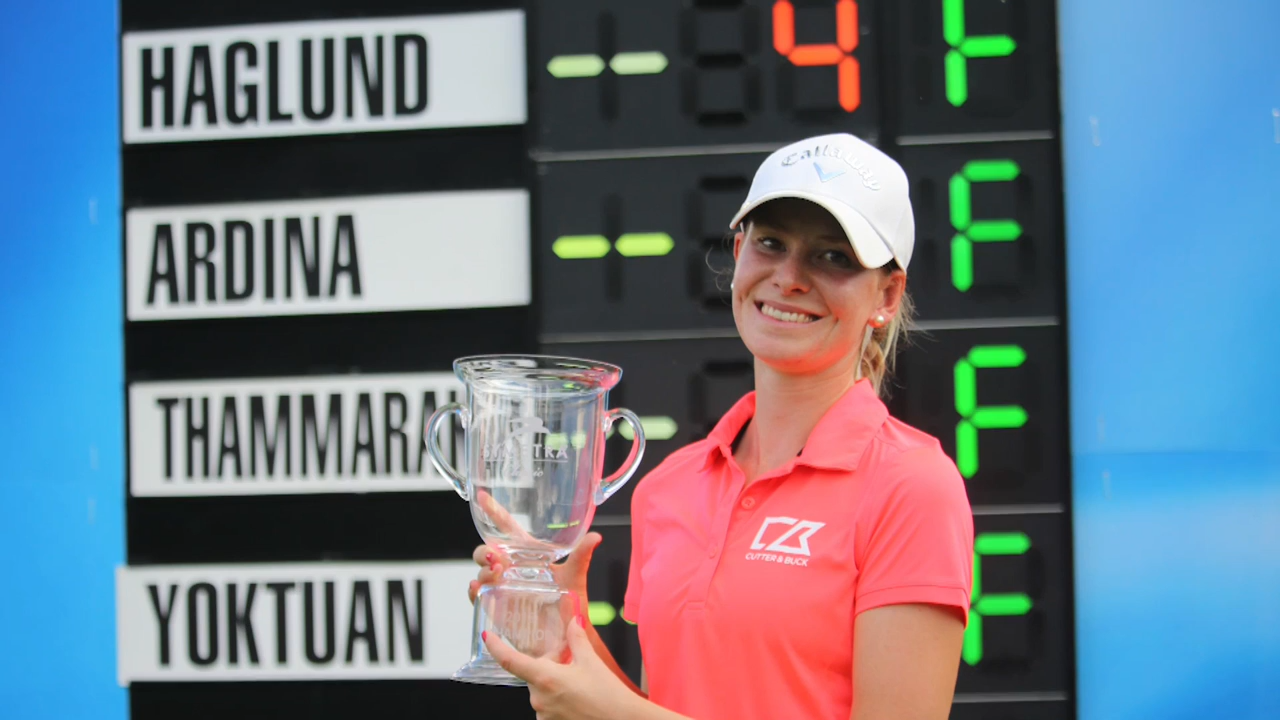 HAGLUND
4
F
ARDINA
F
THAMMARA
F
YOKTUAN
F
Callaway
CUTTER & BUCK